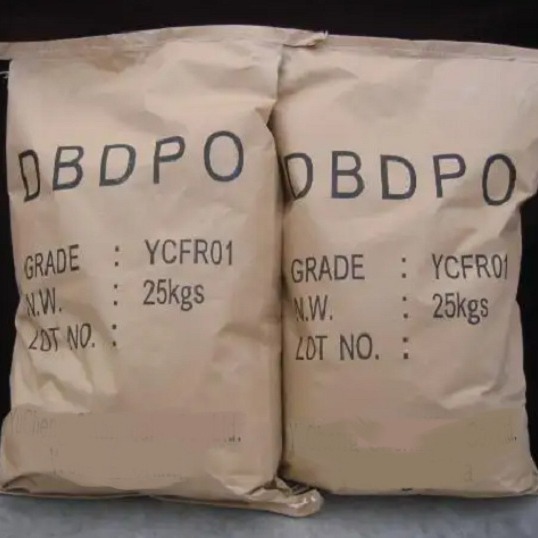 DBDPO
GRADE : YCFR01
N.W. : 25kgs
LOT NO. :
DBDPO
GRADE : YCFR01
N.W. : 25kgs
LOT NO. :